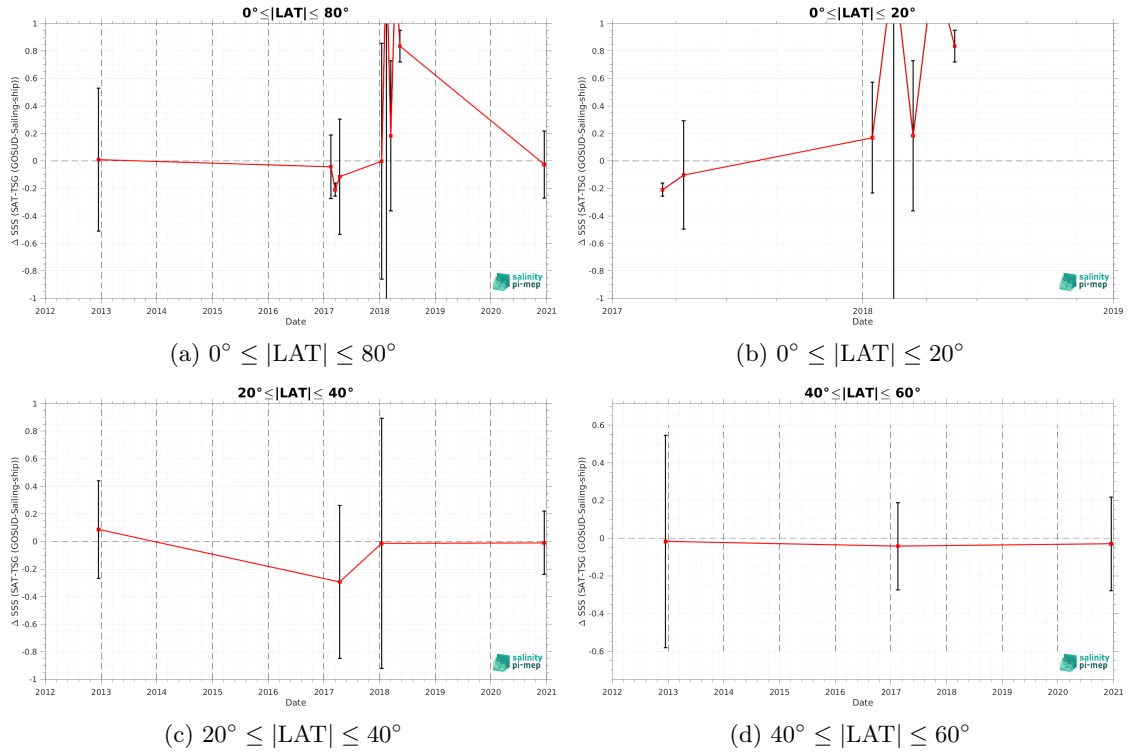 0°≤|LAT|≤ 80°
Δ SSS (SAT-TSG (GOSUD-Sailing-ship))
1
0.8
0.6
0.4
0.2
0
-0.2
-0.4
-0.6
-0.8
-1
2012 2013 2014 2015 2016 2017 2018 2019 2020 2021
Date
salinity
pi-mep
(a) 0° ≤ |LAT| ≤ 80°
0°≤|LAT|≤ 20°
Δ SSS (SAT-TSG (GOSUD-Sailing-ship))
1
0.8
0.6
0.4
0.2
0
-0.2
-0.4
-0.6
-0.8
-1
2017 2018 2019
Date
salinity
pi-mep
(b) 0° ≤ |LAT| ≤ 20°
20°≤|LAT|≤ 40°
Δ SSS (SAT-TSG (GOSUD-Sailing-ship))
1
0.8
0.6
0.4
0.2
0
-0.2
-0.4
-0.6
-0.8
-1
2012 2013 2014 2015 2016 2017 2018 2019 2020 2021
Date
salinity
pi-mep
(c) 20° ≤ |LAT| ≤ 40°
40°≤|LAT|≤ 60°
Δ SSS (SAT-TSG (GOSUD-Sailing-ship))
0.6
0.4
0.2
0
-0.2
-0.4
-0.6
2012 2013 2014 2015 2016 2017 2018 2019 2020 2021
Date
salinity
pi-mep
(d) 40° ≤ |LAT| ≤ 60°